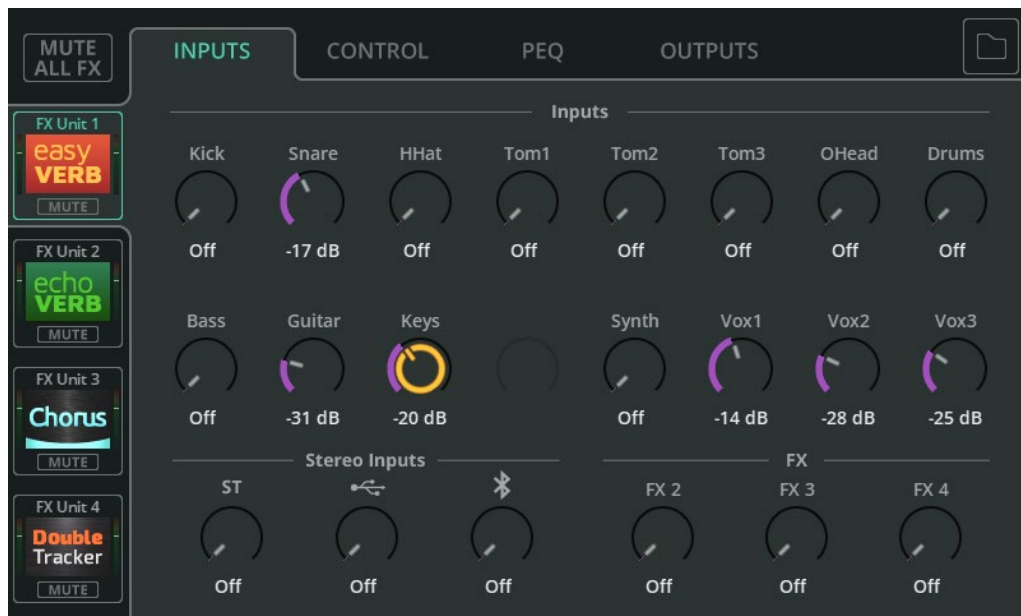 MUTE
ALL FX
INPUTS CONTROL PEQ OUTPUTS
FX Unit 1
easy
VERB
MUTE
FX Unit 2
echo
VERB
MUTE
FX Unit 3
Chorus
MUTE
FX Unit 4
Double
Tracker
MUTE
Inputs
Kick Snare HHat Tom1 Tom2 Tom3 OHead Drums
Off -17 dB Off Off Off Off Off Off
Bass Guitar Keys Synth Vox1 Vox2 Vox3
Off -31 dB -20 dB Off -14 dB -28 dB -25 dB
Stereo Inputs FX
ST FX 2 FX 3 FX 4
Off Off Off Off Off Off